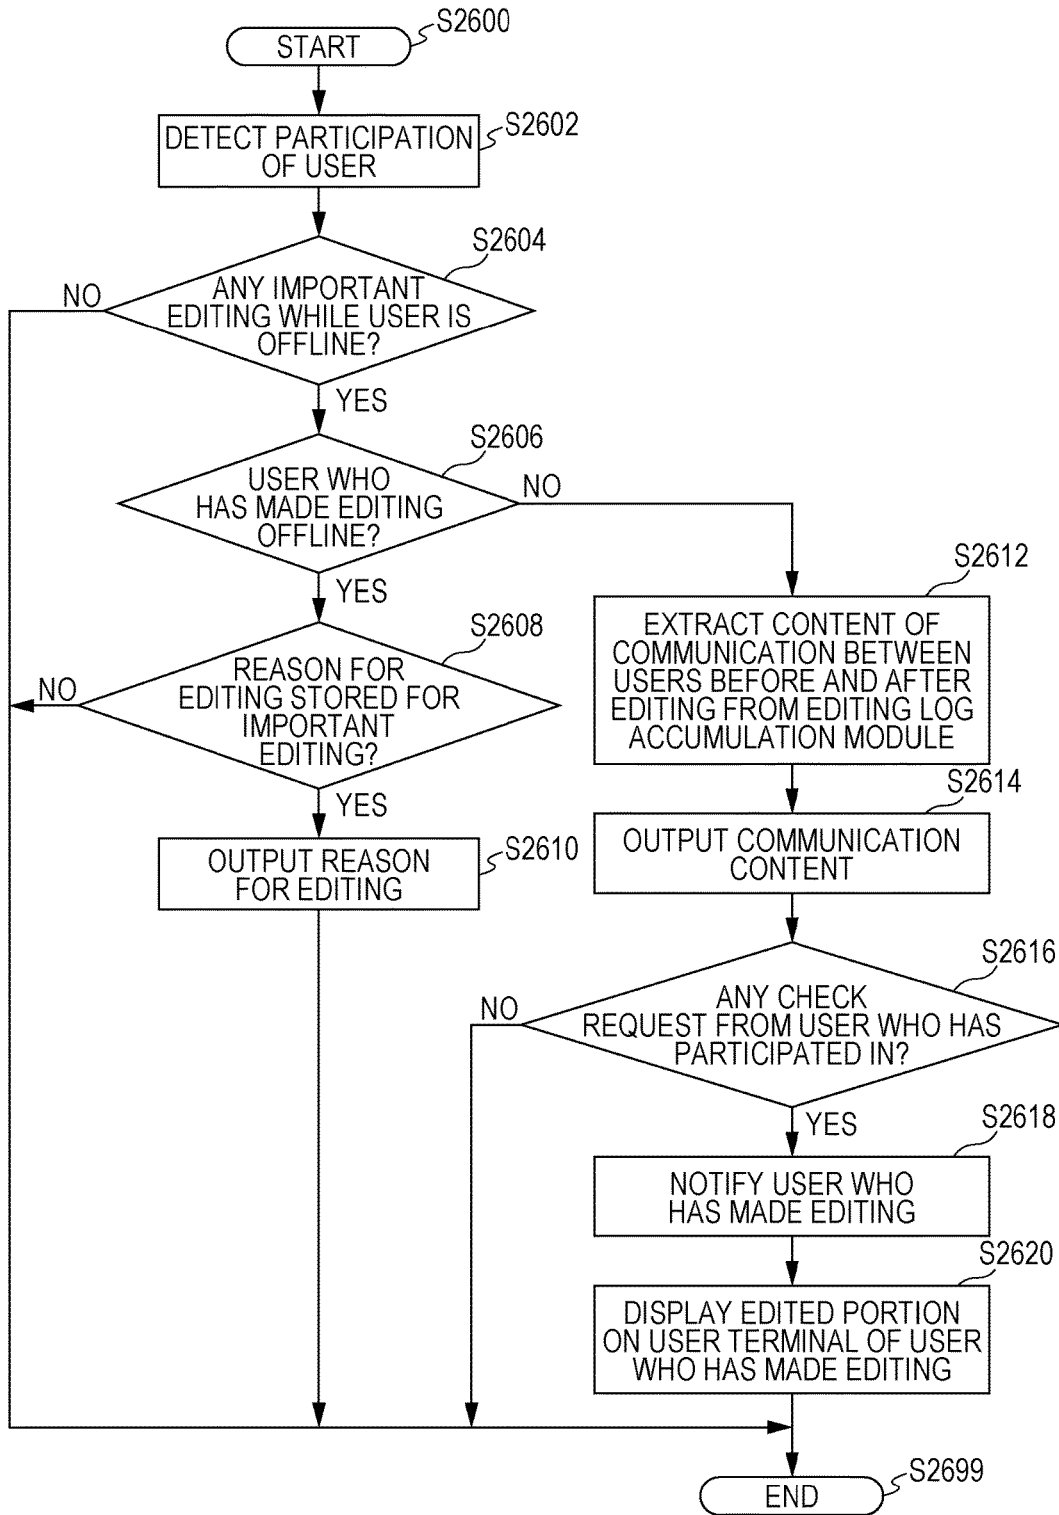 S2600
START
S2602
DETECT PARTICIPATION
OF USER
S2604
NO
ANY IMPORTANT
EDITING WHILE USER IS
OFFLINE?
YES
S2606
USER WHO
HAS MADE EDITING
OFFLINE?
NO
YES
S2608
NO
REASON FOR
EDITING STORED FOR
IMPORTANT
EDITING?
YES
S2610
OUTPUT REASON
FOR EDITING
S2612
EXTRACT CONTENT OF
COMMUNICATION BETWEEN
USERS BEFORE AND AFTER
EDITING FROM EDITING LOG
ACCUMULATION MODULE
S2614
OUTPUT COMMUNICATION
CONTENT
S2616
NO
ANY CHECK
REQUEST FROM USER WHO HAS
PARTICIPATED IN?
YES
S2618
NOTIFY USER WHO
HAS MADE EDITING
S2620
DISPLAY EDITED PORTION
ON USER TERMINAL OF USER
WHO HAS MADE EDITING
S2699
END